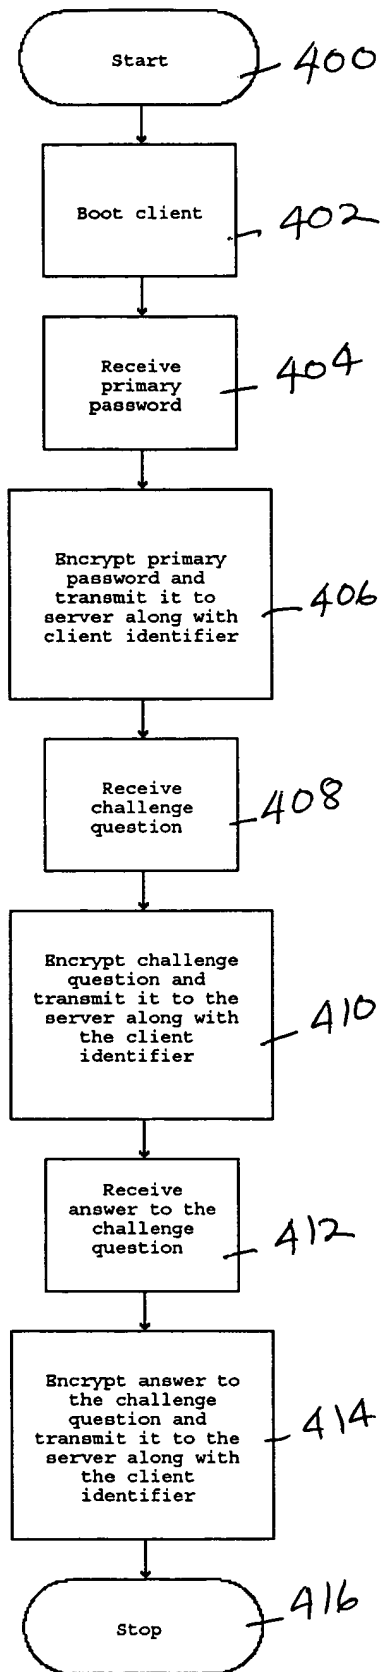 Start
400
Boot client
402
Receive
primary
password
404
Encrypt primary
password and
transmit it to
server along with
client identifier
406
Receive
challenge
question
408
Encrypt challenge
question and
transmit it to the
server along with
the client
identifier
410
Receive
answer to the
challenge
question
412
Encrypt answer to
the challenge
question and
transmit it to the
server along with
the client
identifier
414
Stop
416